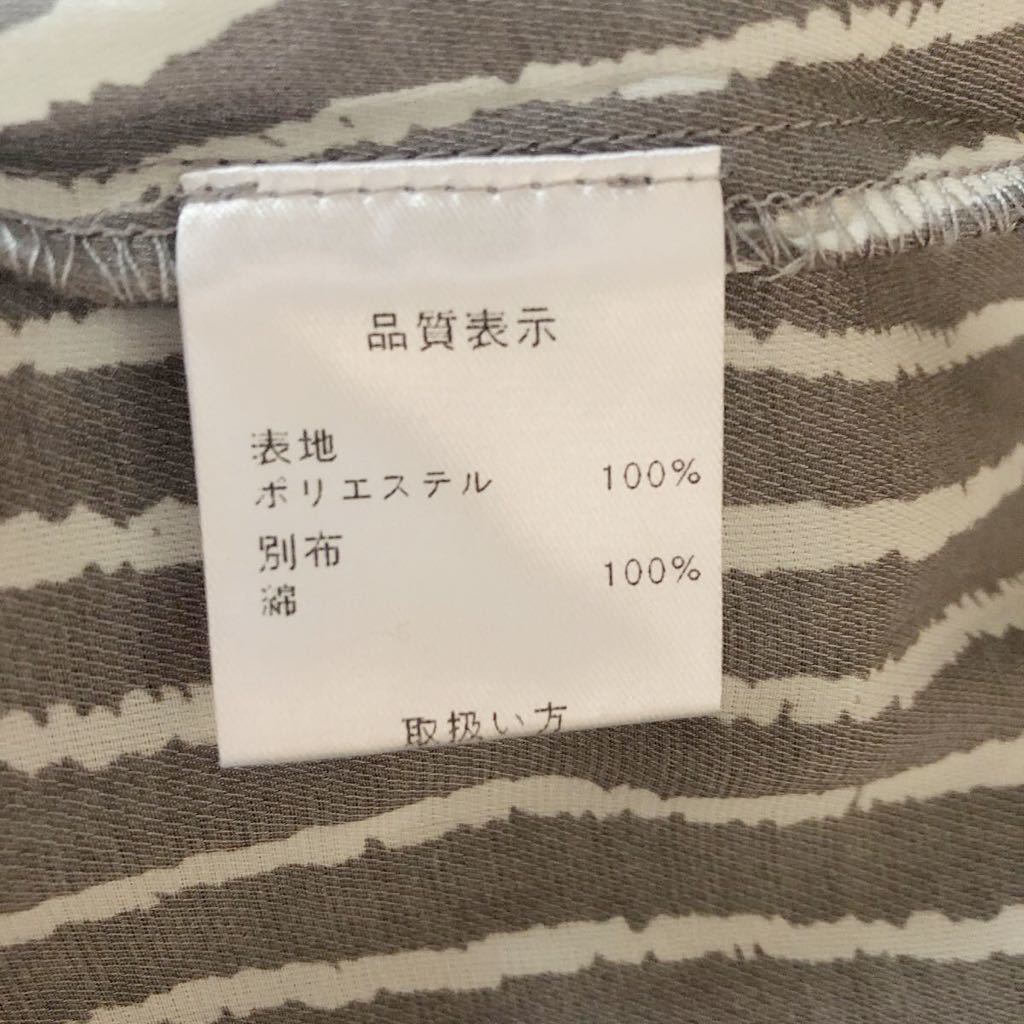 品質表示
表地
ポリエステル 100%
別布
綿 100%
取扱い方